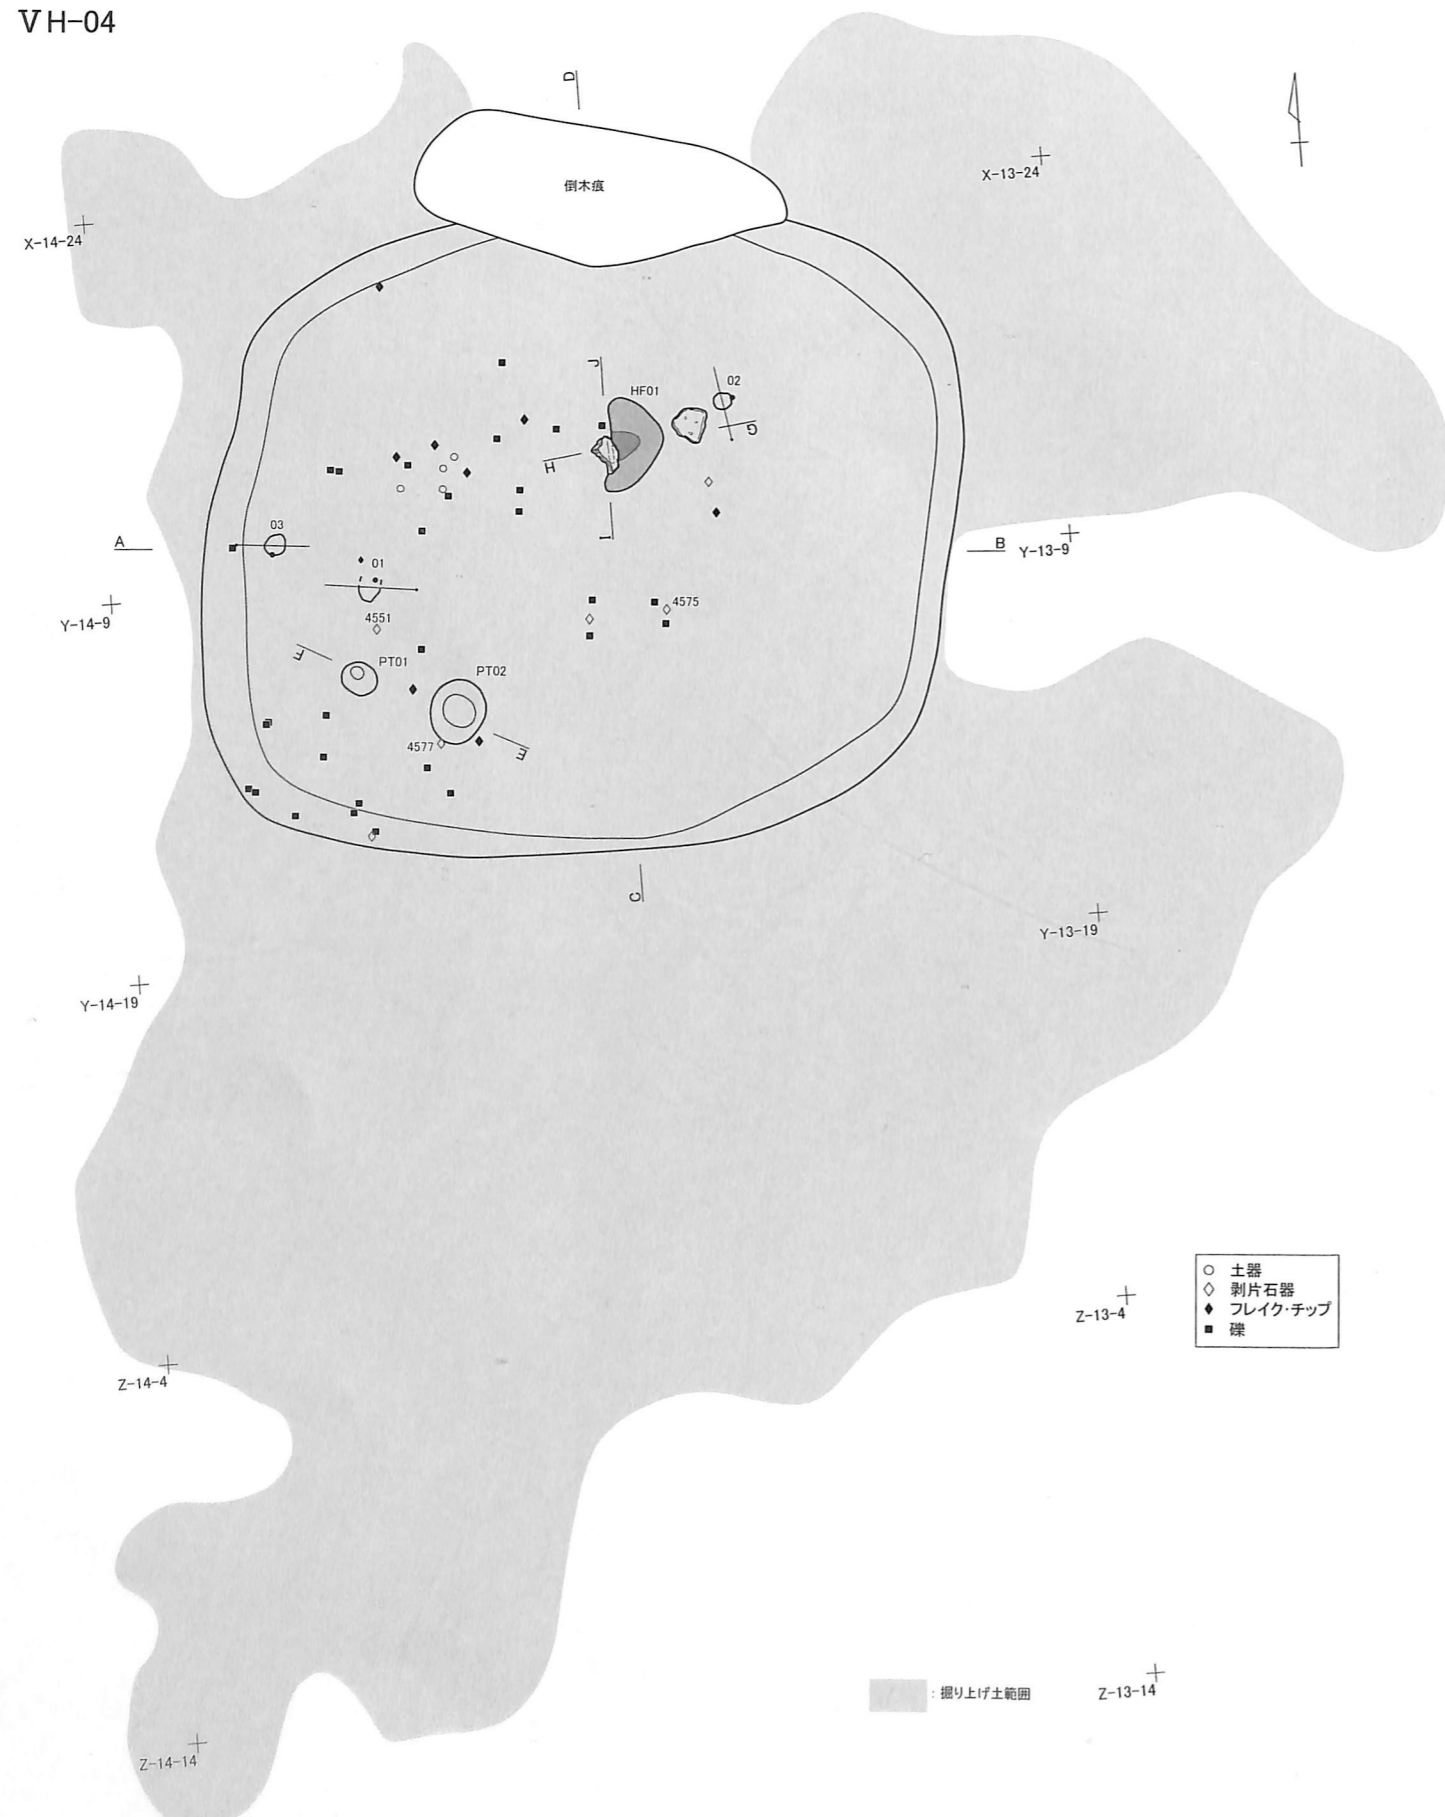 ⅤH-04
D
倒木痕
X-13-24
X-14-24
J
HF01
02
G
H
I
03
A
B
Y-13-9
01
Y-14-9
4551
4575
F
PT01
PT02
4577
E
C
Y-13-19
Y-14-19
○ 土器
◇ 剥片石器
♦ フレイク・チップ
■ 礫
Z-13-4
Z-14-4
：掘り上げ土範囲
Z-13-14
Z-14-14